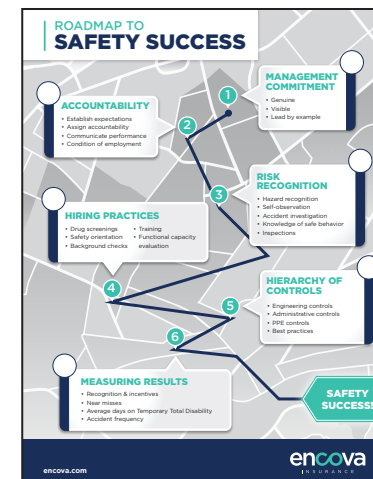 ROADMAP TO
SAFETY SUCCESS
1
MANAGEMENT
COMMITMENT
• Genuine
• Visible
• Lead by example
2
ACCOUNTABILITY
• Establish expectations
• Assign accountability
• Communicate performance
• Condition of employment
3
RISK
RECOGNITION
• Hazard recognition
• Self-observation
• Accident investigation
• Knowledge of safe behavior
• Inspections
4
HIRING PRACTICES
• Drug screenings
• Safety orientation
• Background checks
• Training
• Functional capacity
evaluation
5
HIERARCHY OF
CONTROLS
• Engineering controls
• Administrative controls
• PPE controls
• Best practices
6
MEASURING RESULTS
• Recognition & incentives
• Near misses
• Average days on Temporary Total Disability
• Accident frequency
SAFETY
SUCCESS!
encova.com
encova
INSURANCE